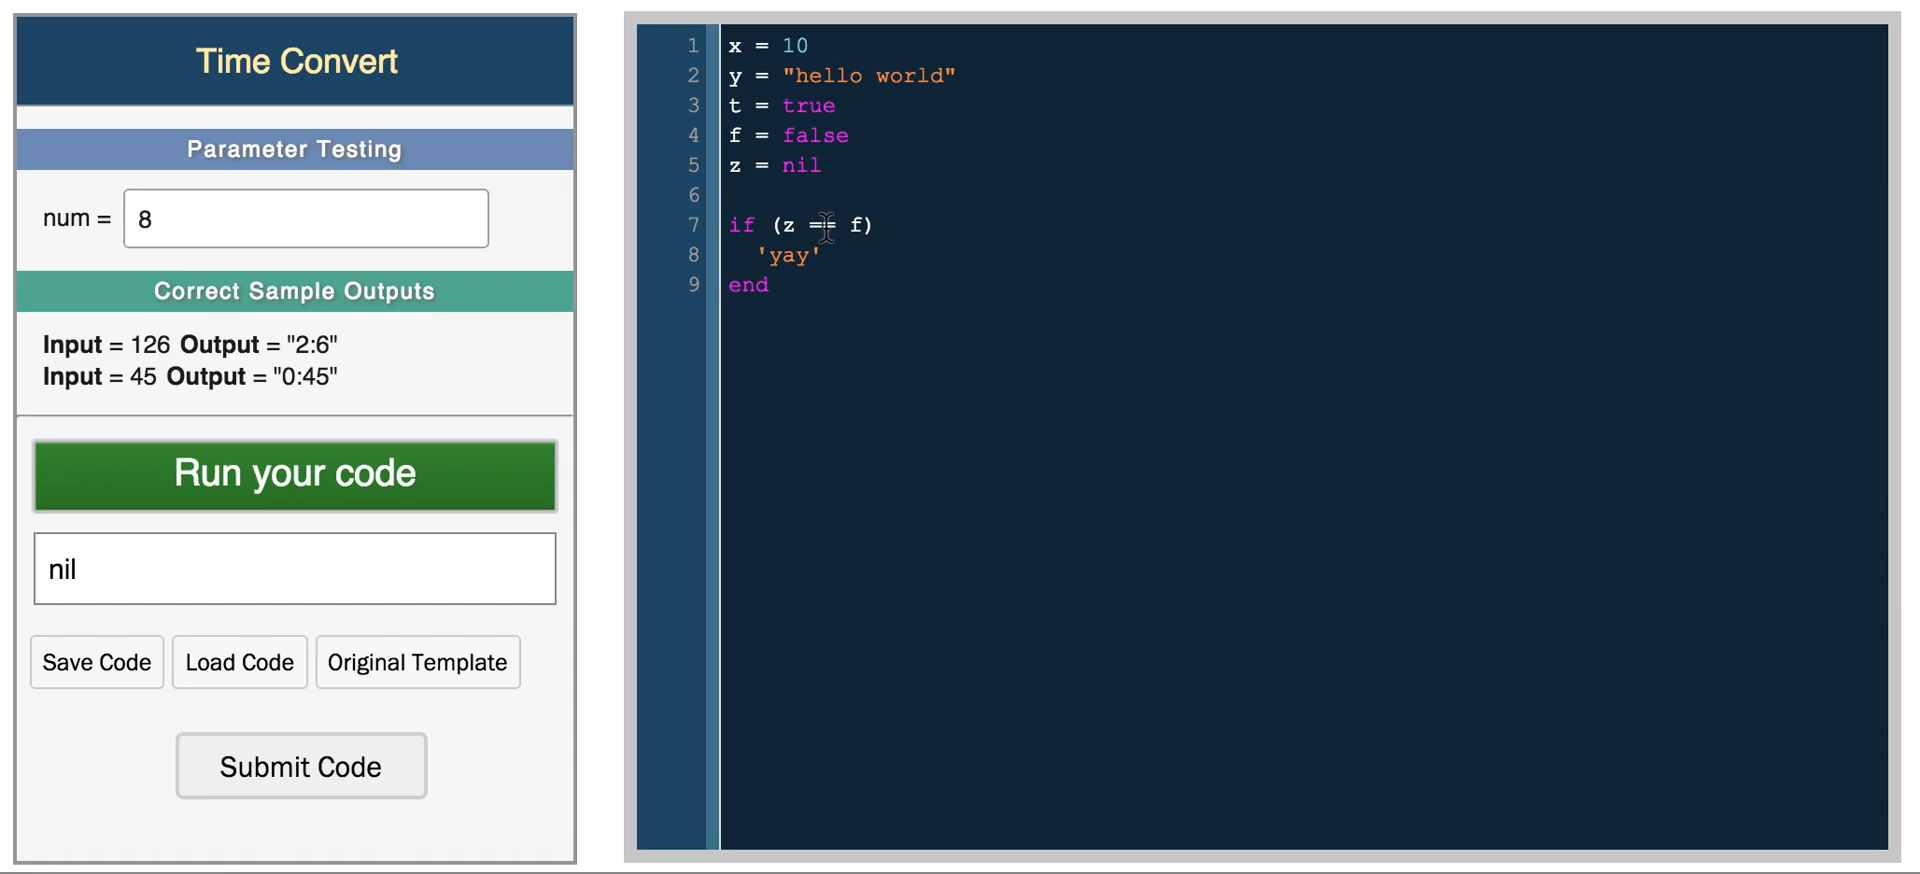 Time Convert
Parameter Testing
num = 8
Correct Sample Outputs
Input = 126 Output = "2:6"
Input = 45 Output = "0:45"
Run your code
nil
Save Code Load Code Original Template
Submit Code
1 x = 10
2 y = "hello world"
3 t = true
4 f = false
5 z = nil
6
7 if (z == f)
8 'yay'
9 end